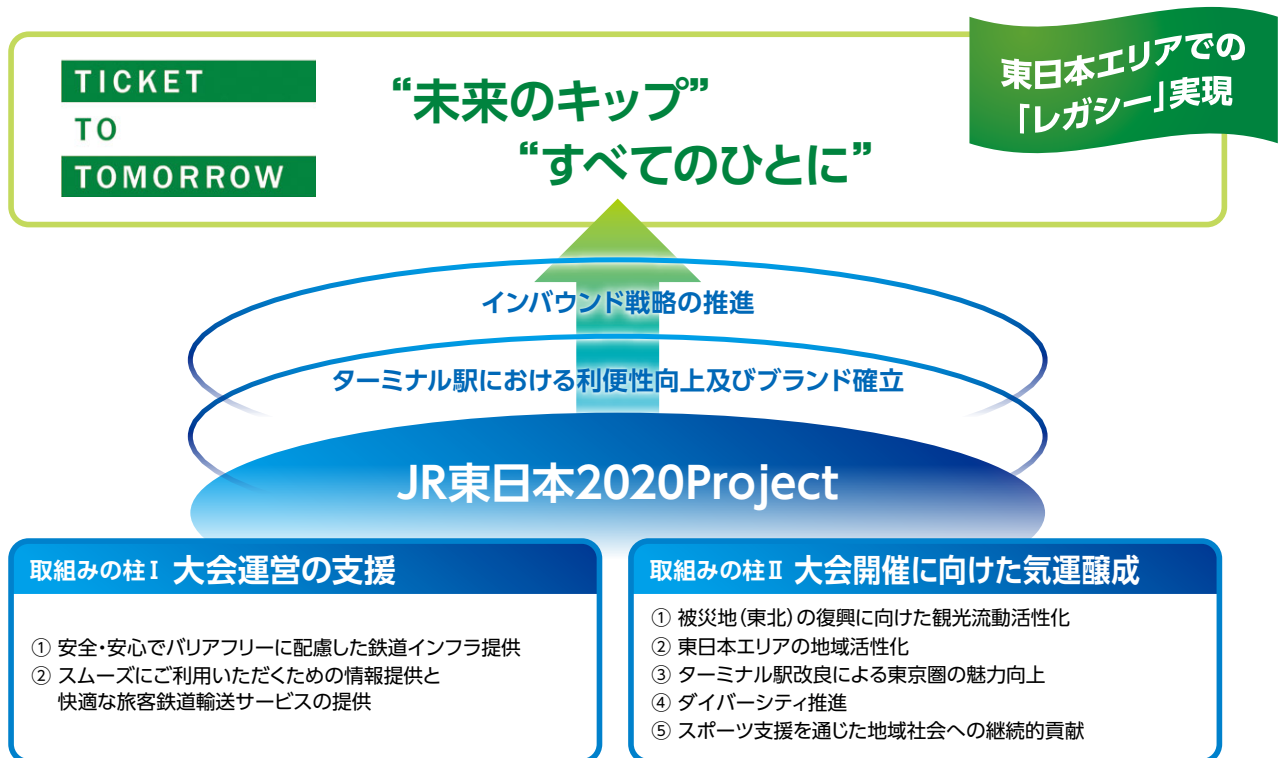 TICKET
TO
TOMORROW
“未来のキップ”
“すべてのひとに”
東日本エリアでの
「レガシー」実現
インバウンド戦略の推進
ターミナル駅における利便性向上及びブランド確立
JR東日本2020Project
取組みの柱Ⅰ 大会運営の支援
① 安全・安心でバリアフリーに配慮した鉄道インフラ提供
② スムーズにご利用いただくための情報提供と
快適な旅客鉄道輸送サービスの提供
取組みの柱Ⅱ 大会開催に向けた気運醸成
① 被災地(東北)の復興に向けた観光流動活性化
② 東日本エリアの地域活性化
③ ターミナル駅改良による東京圏の魅力向上
④ ダイバーシティ推進
⑤ スポーツ支援を通じた地域社会への継続的貢献